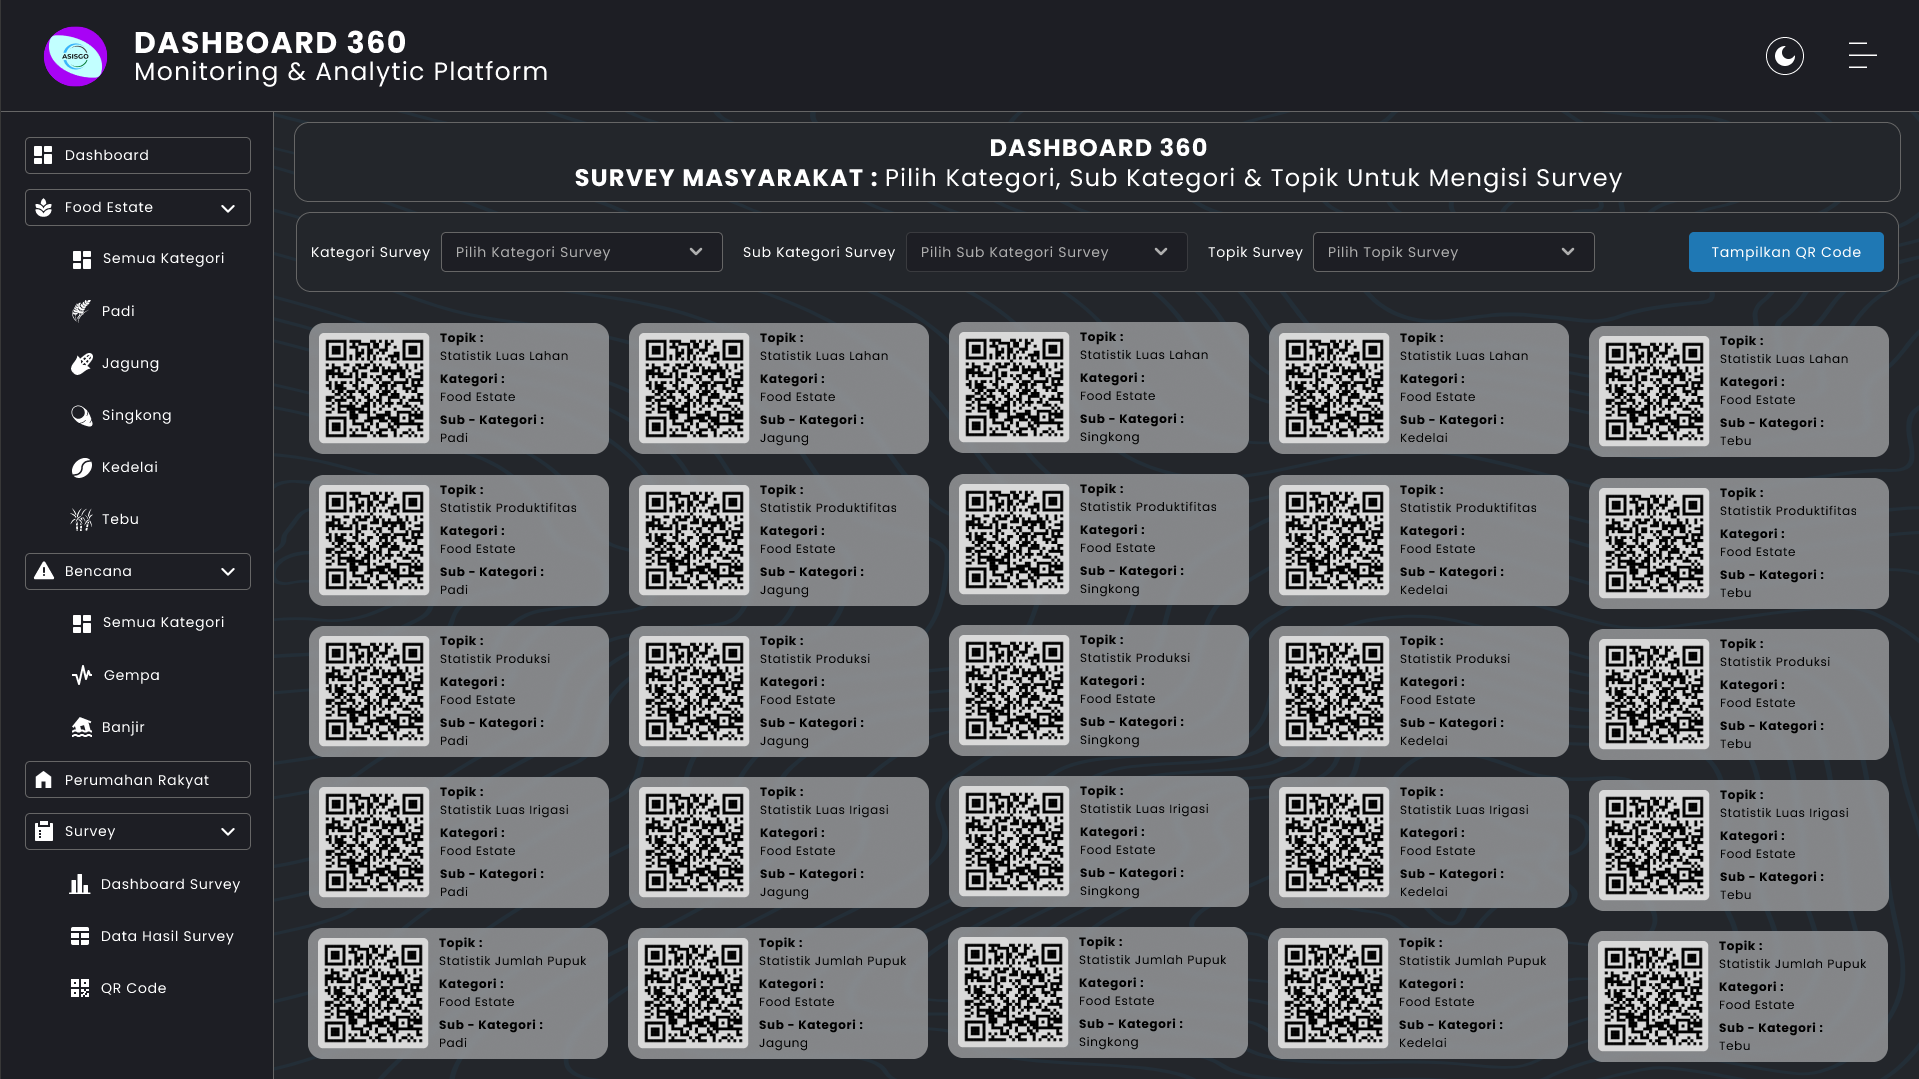 ASISGO
DASHBOARD 360
Monitoring & Analytic Platform
Dashboard
Food Estate
Semua Kategori
Padi
Jagung
Singkong
Kedelai
Tebu
Bencana
Semua Kategori
Gempa
Banjir
Perumahan Rakyat
Survey
Dashboard Survey
Data Hasil Survey
QR Code
DASHBOARD 360
SURVEY MASYARAKAT : Pilih Kategori, Sub Kategori & Topik Untuk Mengisi Survey
Kategori Survey Pilih Kategori Survey Sub Kategori Survey Pilih Sub Kategori Survey Topik Survey Pilih Topik Survey Tampilkan QR Code
Topik :
Statistik Luas Lahan
Kategori :
Food Estate
Sub - Kategori :
Padi
Topik :
Statistik Luas Lahan
Kategori :
Food Estate
Sub - Kategori :
Jagung
Topik :
Statistik Luas Lahan
Kategori :
Food Estate
Sub - Kategori :
Singkong
Topik :
Statistik Luas Lahan
Kategori :
Food Estate
Sub - Kategori :
Kedelai
Topik :
Statistik Luas Lahan
Kategori :
Food Estate
Sub - Kategori :
Tebu
Topik :
Statistik Produktifitas
Kategori :
Food Estate
Sub - Kategori :
Padi
Topik :
Statistik Produktifitas
Kategori :
Food Estate
Sub - Kategori :
Jagung
Topik :
Statistik Produktifitas
Kategori :
Food Estate
Sub - Kategori :
Singkong
Topik :
Statistik Produktifitas
Kategori :
Food Estate
Sub - Kategori :
Kedelai
Topik :
Statistik Produktifitas
Kategori :
Food Estate
Sub - Kategori :
Tebu
Topik :
Statistik Produksi
Kategori :
Food Estate
Sub - Kategori :
Padi
Topik :
Statistik Produksi
Kategori :
Food Estate
Sub - Kategori :
Jagung
Topik :
Statistik Produksi
Kategori :
Food Estate
Sub - Kategori :
Singkong
Topik :
Statistik Produksi
Kategori :
Food Estate
Sub - Kategori :
Kedelai
Topik :
Statistik Produksi
Kategori :
Food Estate
Sub - Kategori :
Tebu
Topik :
Statistik Luas Irigasi
Kategori :
Food Estate
Sub - Kategori :
Padi
Topik :
Statistik Luas Irigasi
Kategori :
Food Estate
Sub - Kategori :
Jagung
Topik :
Statistik Luas Irigasi
Kategori :
Food Estate
Sub - Kategori :
Singkong
Topik :
Statistik Luas Irigasi
Kategori :
Food Estate
Sub - Kategori :
Kedelai
Topik :
Statistik Luas Irigasi
Kategori :
Food Estate
Sub - Kategori :
Tebu
Topik :
Statistik Jumlah Pupuk
Kategori :
Food Estate
Sub - Kategori :
Padi
Topik :
Statistik Jumlah Pupuk
Kategori :
Food Estate
Sub - Kategori :
Jagung
Topik :
Statistik Jumlah Pupuk
Kategori :
Food Estate
Sub - Kategori :
Singkong
Topik :
Statistik Jumlah Pupuk
Kategori :
Food Estate
Sub - Kategori :
Kedelai
Topik :
Statistik Jumlah Pupuk
Kategori :
Food Estate
Sub - Kategori :
Tebu